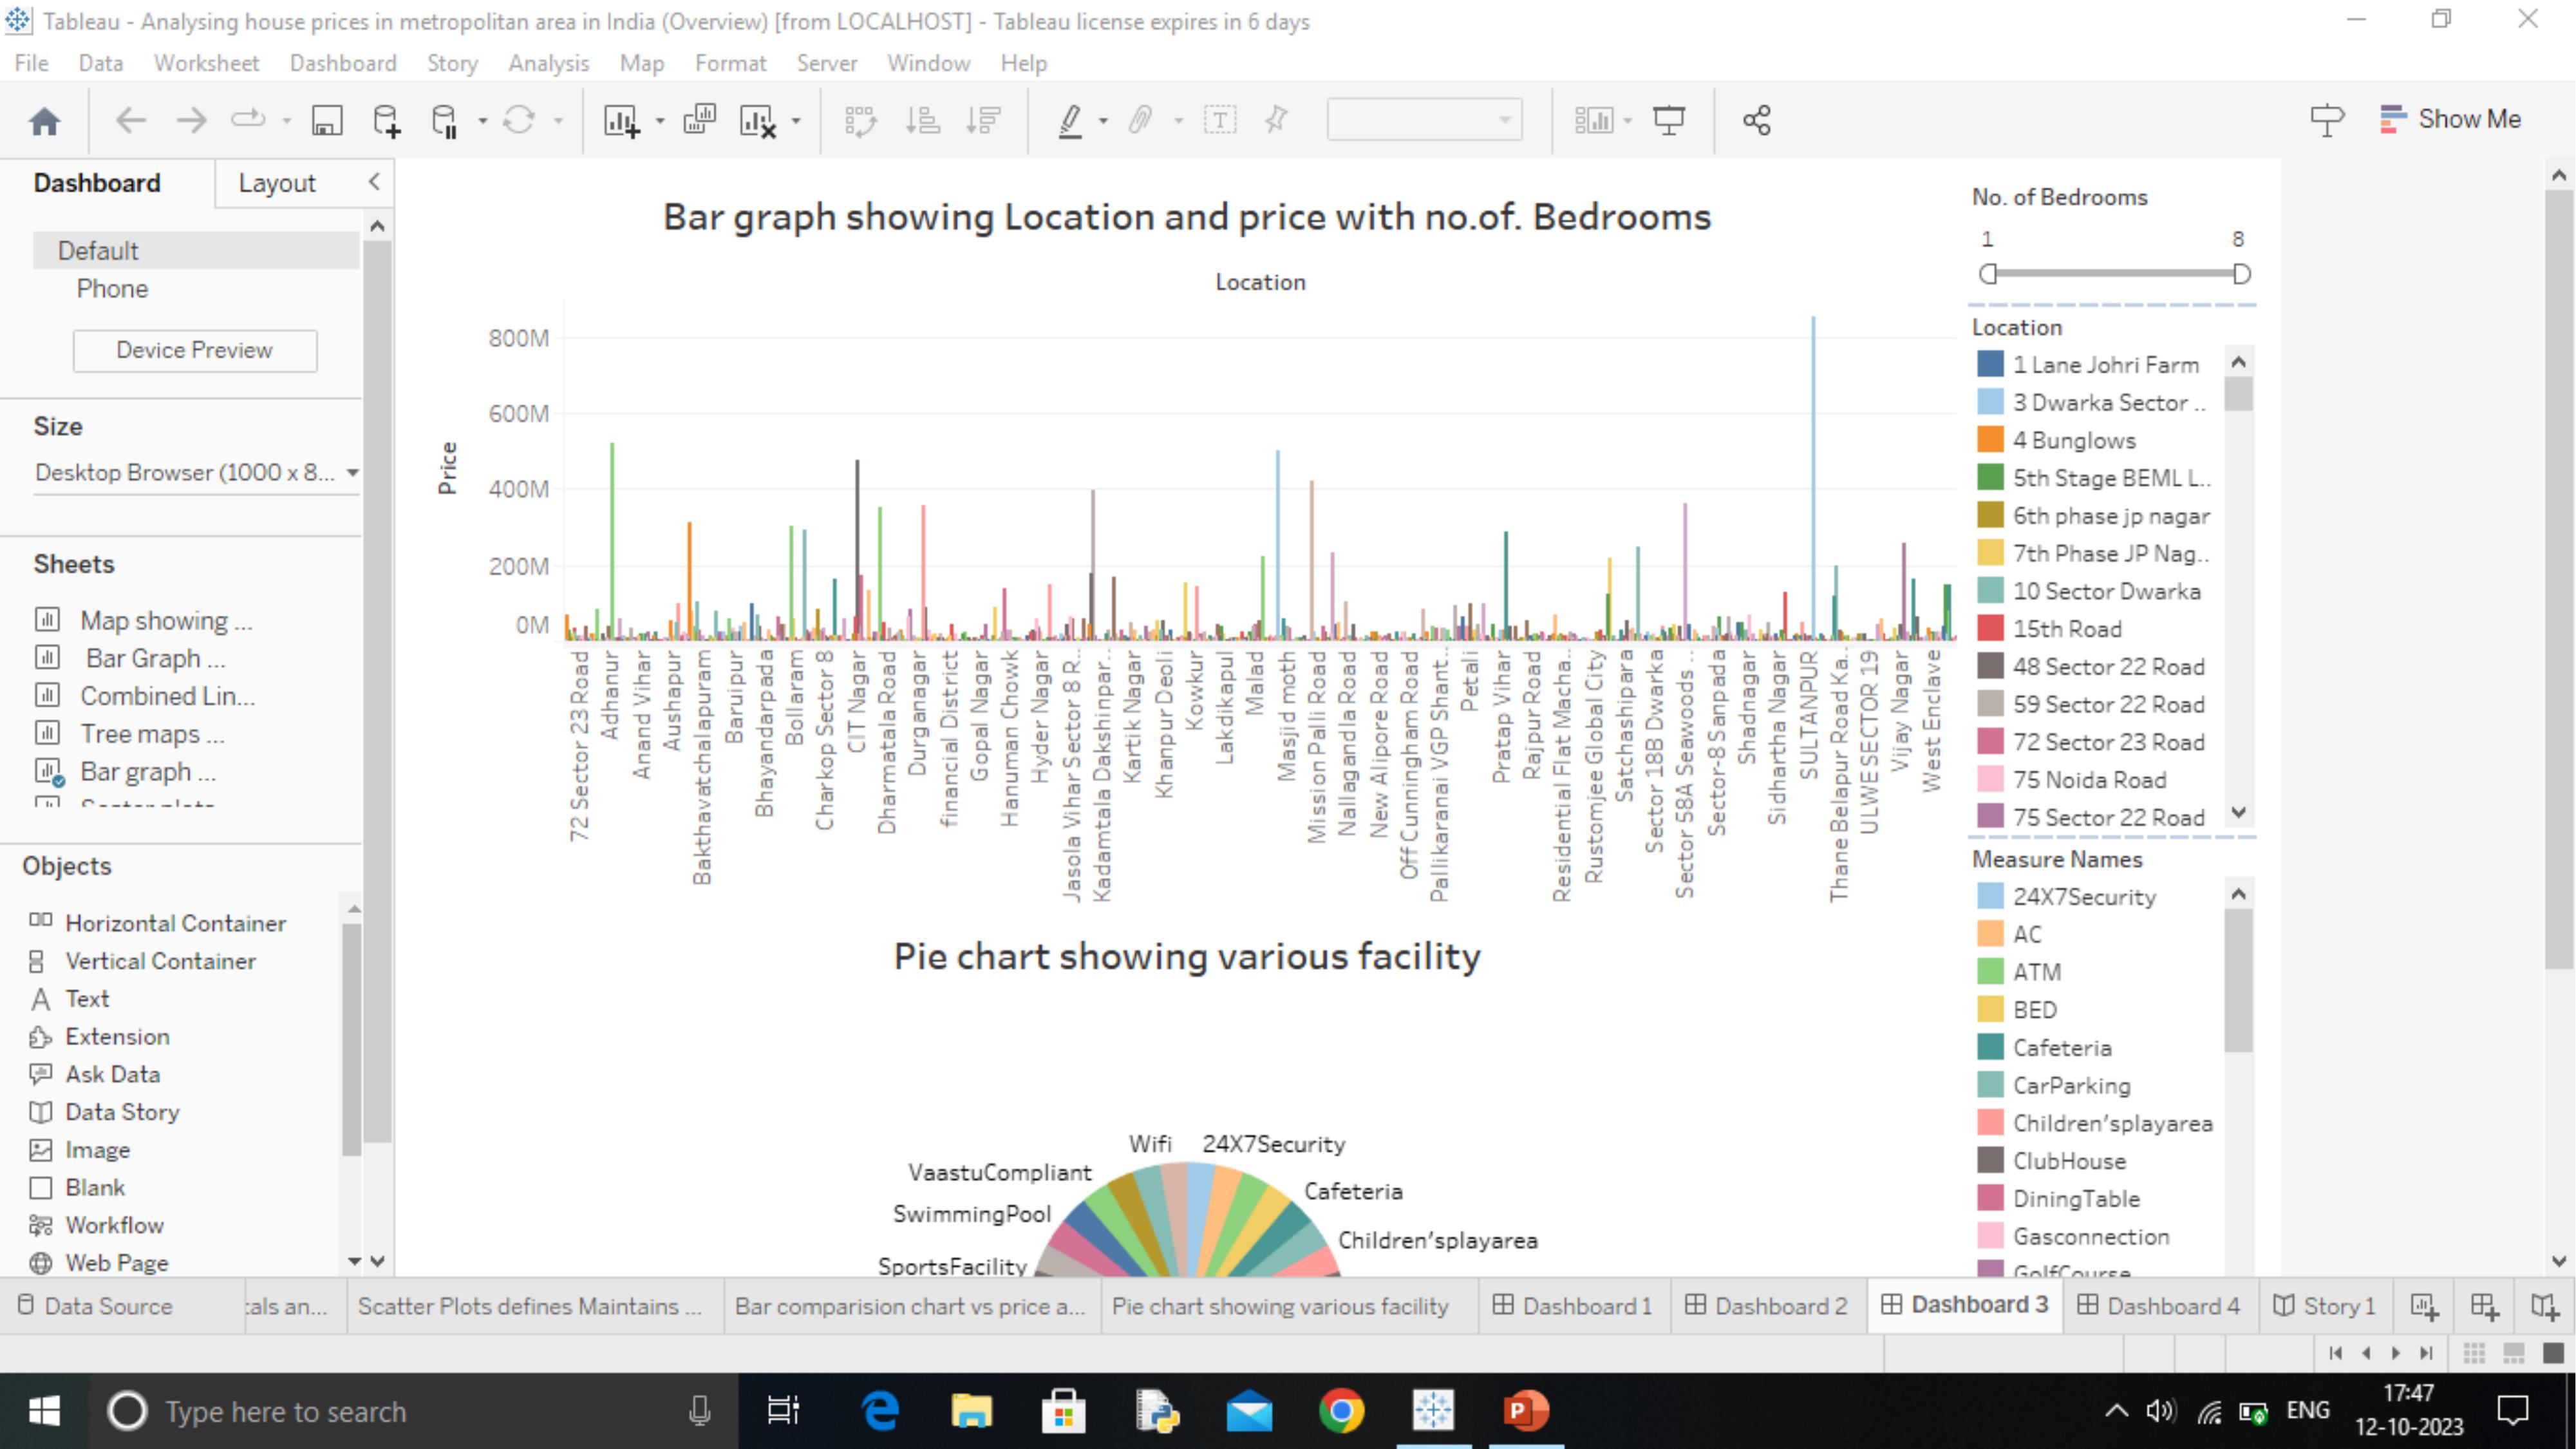 Tableau - Analysing house prices in metropolitan area in India (Overview) [from LOCALHOST] - Tableau license expires in 6 days
File Data Worksheet Dashboard Story Analysis Map Format Server Window Help
Show Me
Dashboard Layout
Default
Phone
Device Preview
Size
Desktop Browser (1000 x 8...
Sheets
Map showing ...
Bar Graph ...
Combined Lin...
Tree maps ...
Bar graph ...
Objects
Horizontal Container
Vertical Container
Text
Extension
Ask Data
Data Story
Image
Blank
Workflow
Web Page
Bar graph showing Location and price with no.of. Bedrooms
Location
Price
800M
600M
400M
200M
0M
72 Sector 23 Road
Adhanur
Anand Vihar
Aushapur
Bakthavatchalapuram
Baruipur
Bhayandarpada
Bollaram
Charkop Sector 8
CIT Nagar
Dharmatala Road
Durganagar
financial District
Gopal Nagar
Hanuman Chowk
Hyder Nagar
Jasola Vihar Sector 8 R..
Kadamtala Dakshinpar..
Kartik Nagar
Khanpur Deoli
Kowkur
Lakdikapul
Malad
Masjid moth
Mission Palli Road
Nallagandla Road
New Alipore Road
Off Cunningham Road
Pallikaranai VGP Shant..
Petali
Pratap Vihar
Rajpur Road
Residential Flat Macha..
Rustomjee Global City
Satchashipara
Sector 18B Dwarka
Sector 58A Seawoods ..
Sector-8 Sanpada
Shadnagar
Sidhartha Nagar
SULTANPUR
Thane Belapur Road Ka..
ULWE SECTOR 19
Vijay Nagar
West Enclave
Pie chart showing various facility
Wifi
24X7Security
VaastuCompliant
Cafeteria
SwimmingPool
Children'splayarea
SportsFacility
No. of Bedrooms
1 8
Location
1 Lane Johri Farm
3 Dwarka Sector ..
4 Bunglows
5th Stage BEML L..
6th phase jp nagar
7th Phase JP Nag..
10 Sector Dwarka
15th Road
48 Sector 22 Road
59 Sector 22 Road
72 Sector 23 Road
75 Noida Road
75 Sector 22 Road
Measure Names
24X7Security
AC
ATM
BED
Cafeteria
CarParking
Children'splayarea
ClubHouse
DiningTable
Gasconnection
GolfCourse
Data Source
:als an...
Scatter Plots defines Maintains ...
Bar comparision chart vs price a...
Pie chart showing various facility
Dashboard 1
Dashboard 2
Dashboard 3
Dashboard 4
Story 1
Type here to search
ENG
17:47
12-10-2023